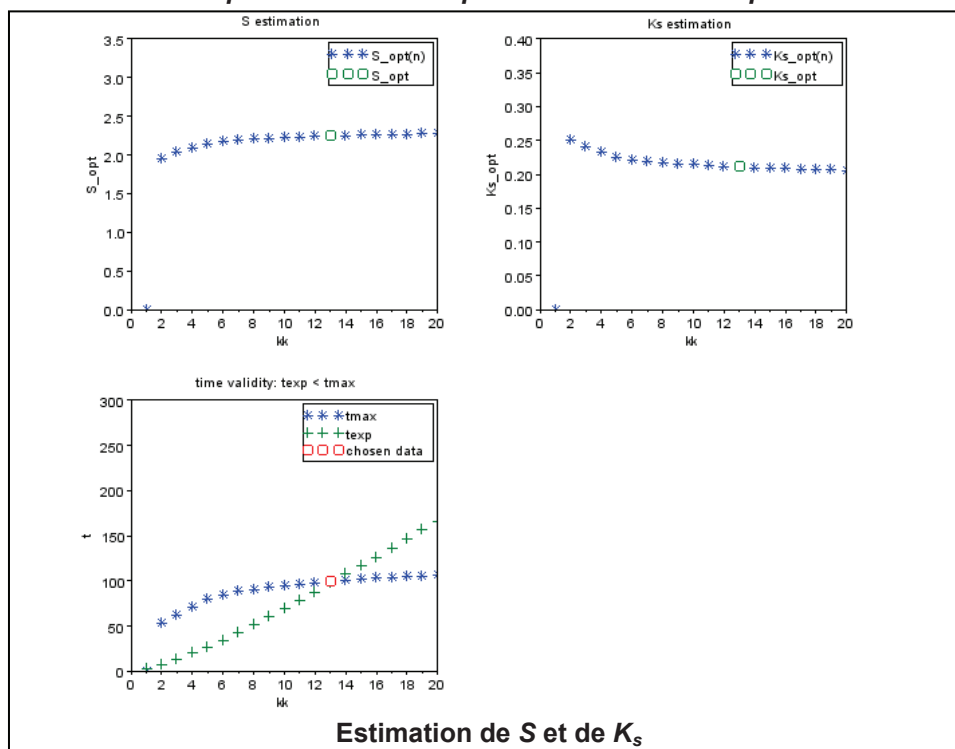 S estimation
3.5
3.0
2.5
2.0
1.5
1.0
0.5
0.0
S_opt
S_opt(n)
S_opt
0 2 4 6 8 10 12 14 16 18 20
kk
Ks estimation
0.40
0.35
0.30
0.25
0.20
0.15
0.10
0.05
0.00
Ks_opt
Ks_opt(n)
Ks_opt
0 2 4 6 8 10 12 14 16 18 20
kk
time validity: texp < tmax
300
250
200
150
100
50
0
t
tmax
texp
chosen data
0 2 4 6 8 10 12 14 16 18 20
kk
Estimation de S et de Ks